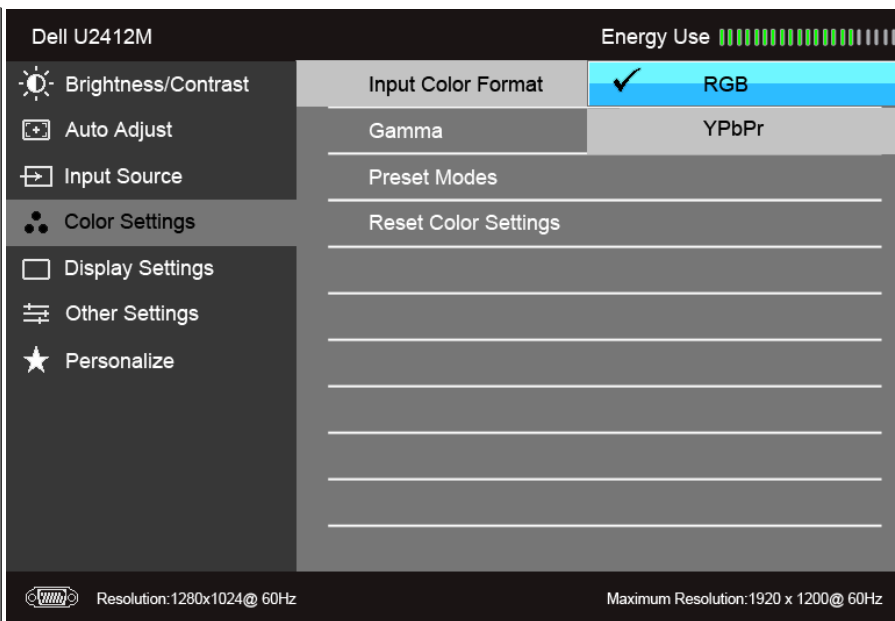 Dell U2412M
Energy Use
Brightness/Contrast
Auto Adjust
Input Source
Color Settings
Display Settings
Other Settings
Personalize
Input Color Format
Gamma
Preset Modes
Reset Color Settings
RGB
YPbPr
Resolution:1280x1024@ 60Hz
Maximum Resolution:1920 x 1200@ 60Hz